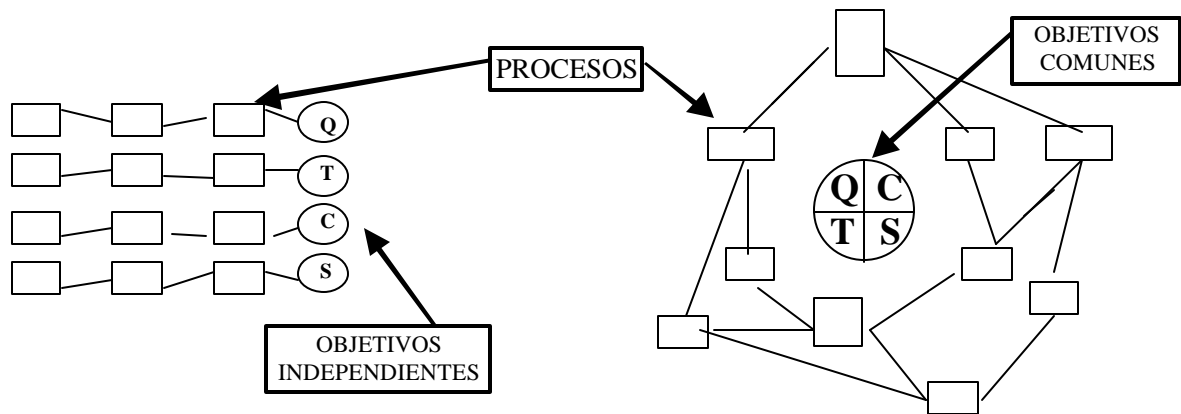 PROCESOS
OBJETIVOS
COMUNES
Q
T
C
S
Q C
T S
OBJETIVOS
INDEPENDIENTES